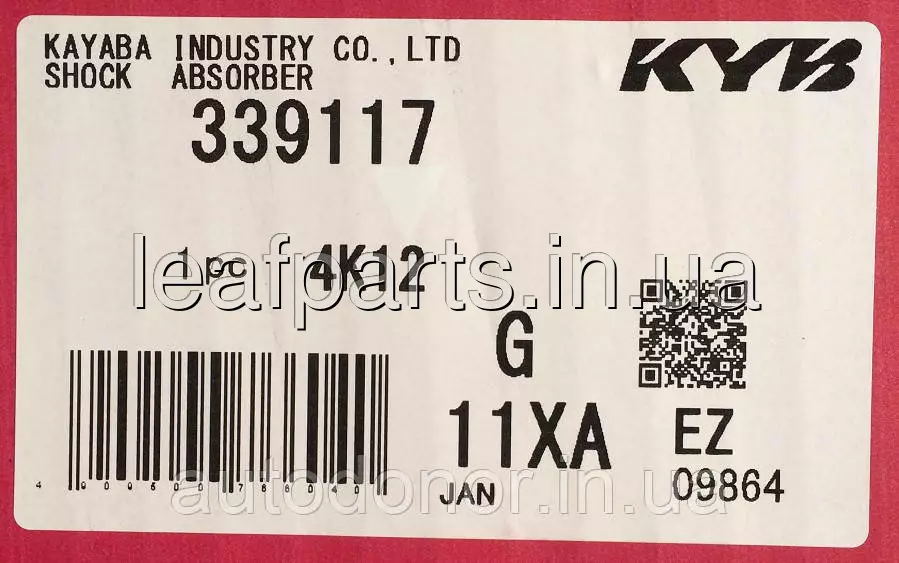 KAYABA INDUSTRY CO.,LTD
SHOCK ABSORBER
KYB
339117
1 pc 4K12
leafparts.in.ua
G
11XA EZ
autodonor.in.ua
JAN 09864